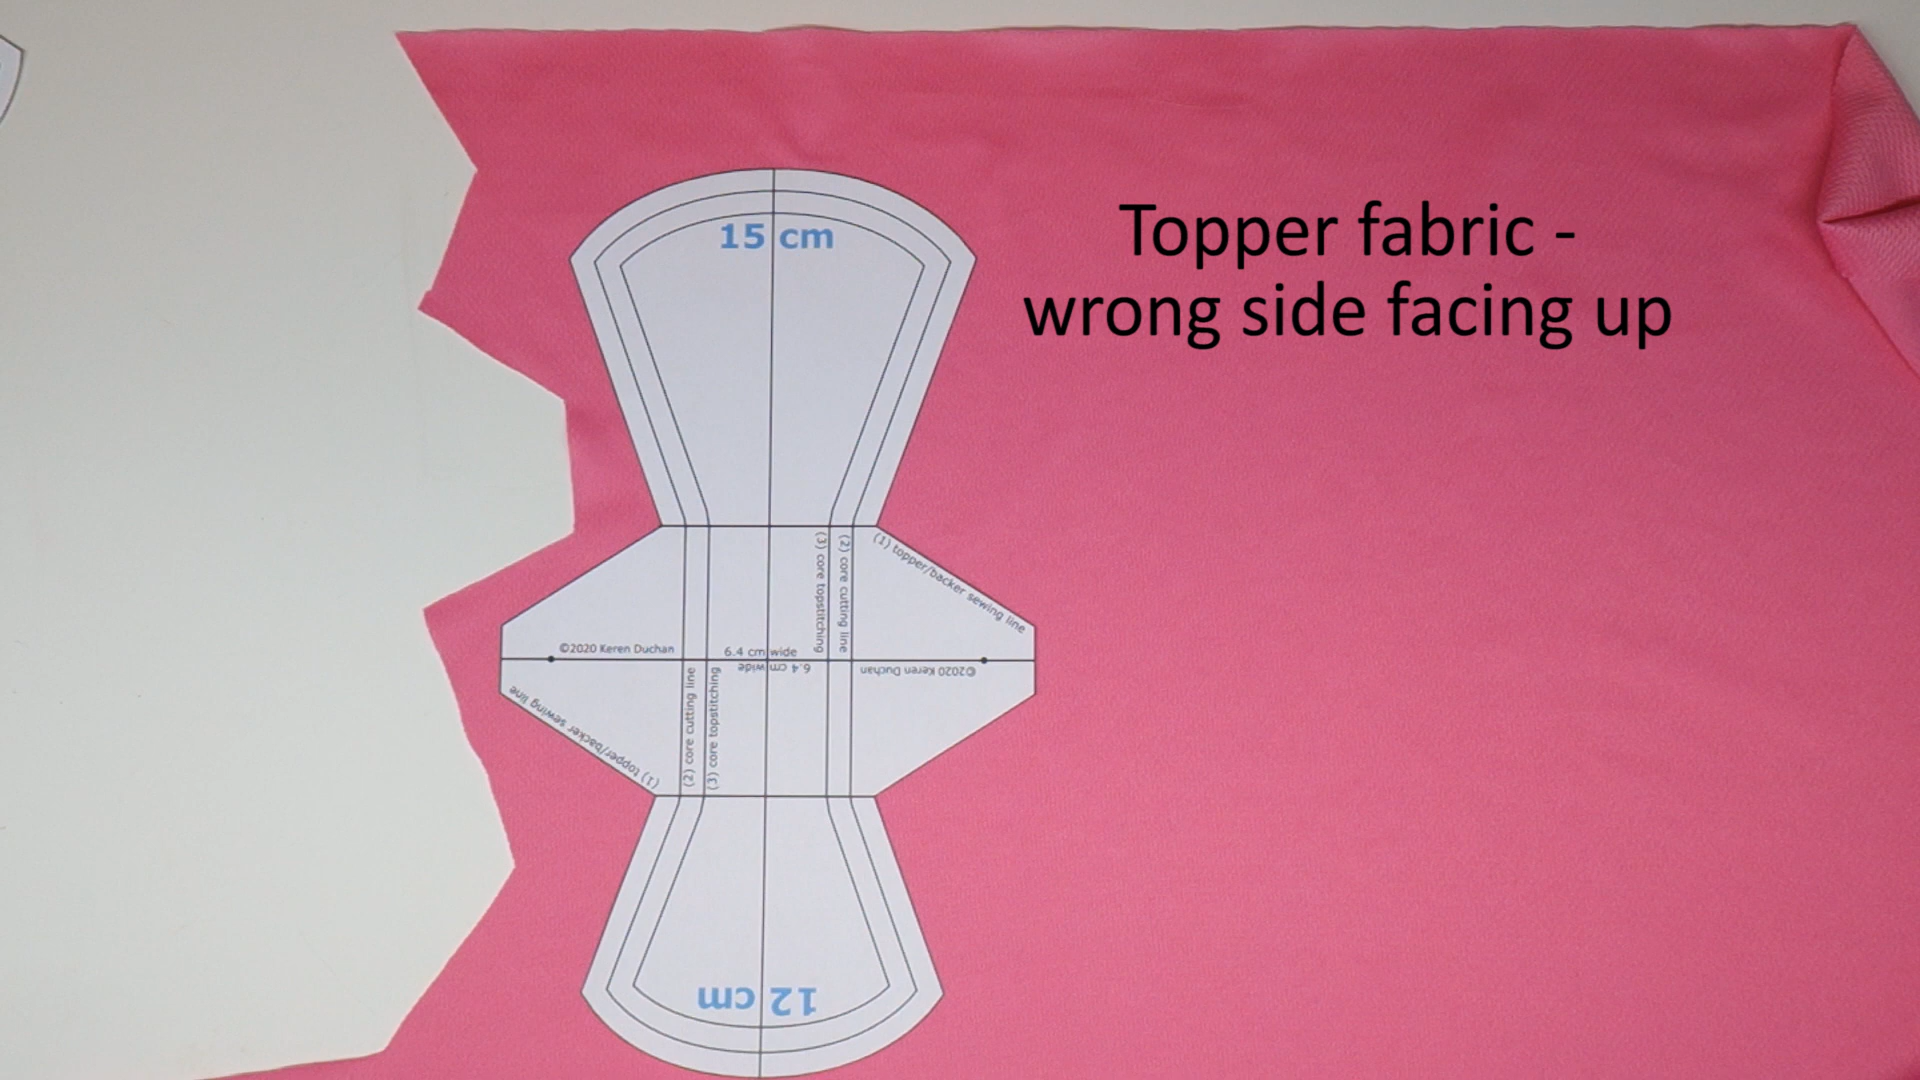 Topper fabric -
wrong side facing up
15 cm
(3) core topstitching
(2) core cutting line
(1) topper/backer sewing line
©2020 Keren Duchan
6.4 cm wide
6.4 cm wide
©2020 Keren Duchan
(1) topper/backer sewing line
(2) core cutting line
(3) core topstitching
12 cm